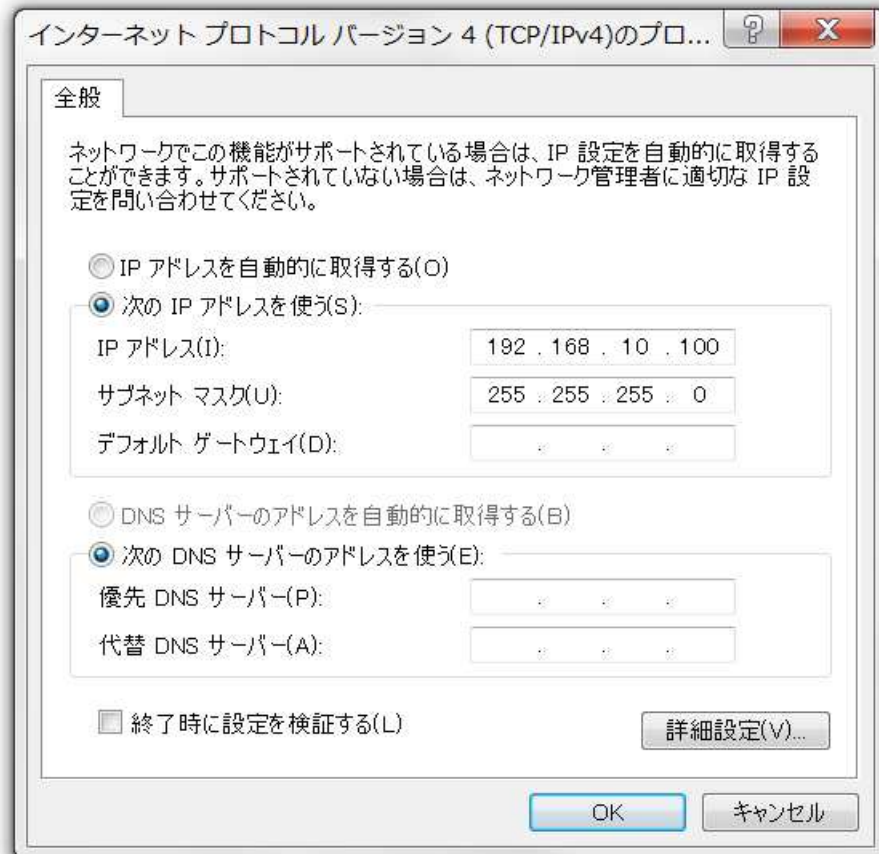 インターネット プロトコル バージョン 4 (TCP/IPv4)のプロ...
全般
ネットワークでこの機能がサポートされている場合は、IP 設定を自動的に取得する
ことができます。サポートされていない場合は、ネットワーク管理者に適切な IP 設
定を問い合わせてください。
IP アドレスを自動的に取得する(O)
次の IP アドレスを使う(S):
IP アドレス(I): 192 . 168 . 10 . 100
サブネット マスク(U): 255 . 255 . 255 . 0
デフォルト ゲートウェイ(D): . . .
DNS サーバーのアドレスを自動的に取得する(B)
次の DNS サーバーのアドレスを使う(E):
優先 DNS サーバー(P): . . .
代替 DNS サーバー(A): . . .
終了時に設定を検証する(L)
詳細設定(V)...
OK キャンセル